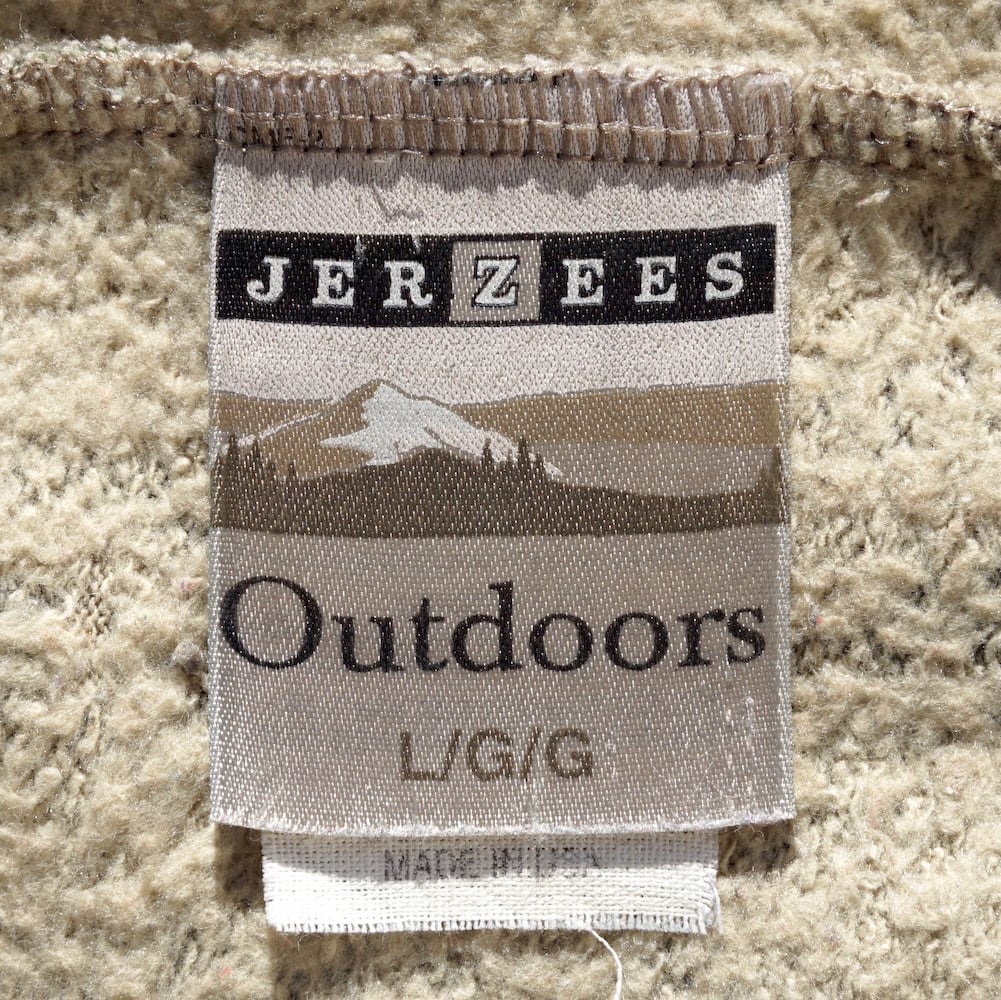 JERZEES
Outdoors
L/G/G
MADE IN USA